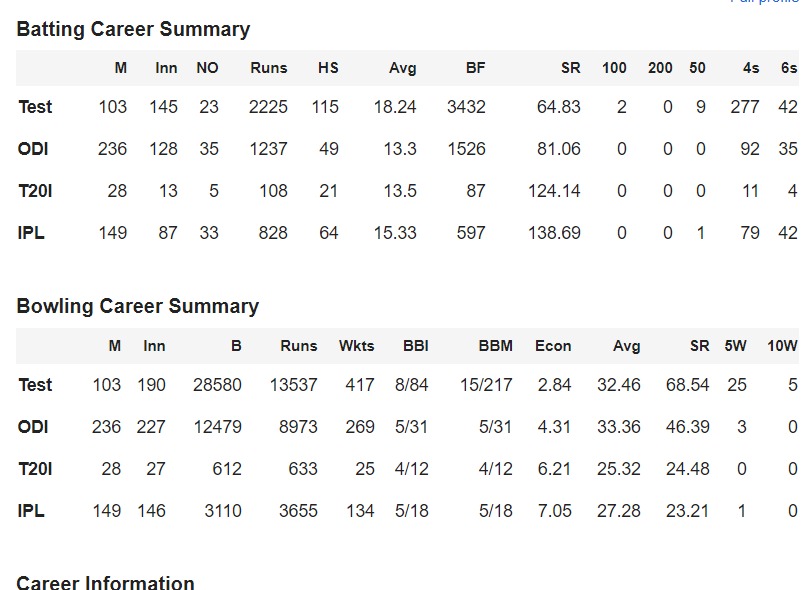 Full profile
Batting Career Summary
M Inn NO Runs HS Avg BF SR 100 200 50 4s 6s
Test 103 145 23 2225 115 18.24 3432 64.83 2 0 9 277 42
ODI 236 128 35 1237 49 13.3 1526 81.06 0 0 0 92 35
T20I 28 13 5 108 21 13.5 87 124.14 0 0 0 11 4
IPL 149 87 33 828 64 15.33 597 138.69 0 0 1 79 42
Bowling Career Summary
M Inn B Runs Wkts BBI BBM Econ Avg SR 5W 10W
Test 103 190 28580 13537 417 8/84 15/217 2.84 32.46 68.54 25 5
ODI 236 227 12479 8973 269 5/31 5/31 4.31 33.36 46.39 3 0
T20I 28 27 612 633 25 4/12 4/12 6.21 25.32 24.48 0 0
IPL 149 146 3110 3655 134 5/18 5/18 7.05 27.28 23.21 1 0
Career Information